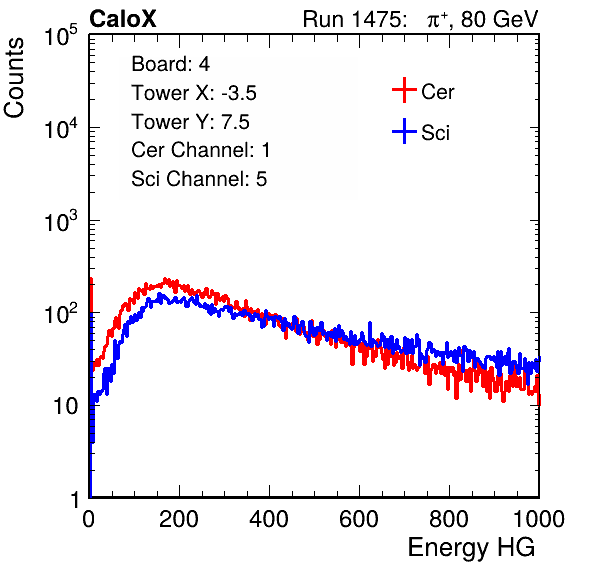 CaloX
Run 1475: π⁺, 80 GeV
Counts
10⁵
10⁴
10³
10²
10
1
Board: 4
Tower X: -3.5
Tower Y: 7.5
Cer Channel: 1
Sci Channel: 5
Cer
Sci
0 200 400 600 800 1000
Energy HG